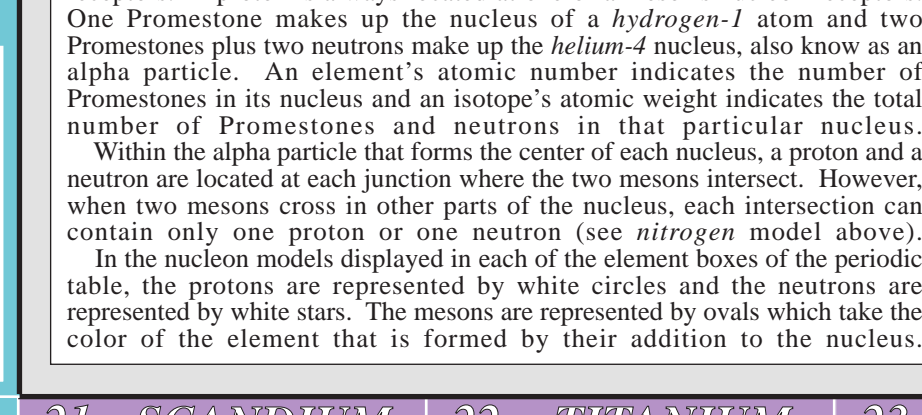 One Promestone makes up the nucleus of a hydrogen-1 atom and two
Promestones plus two neutrons make up the helium-4 nucleus, also know as an
alpha particle. An element's atomic number indicates the number of
Promestones in its nucleus and an isotope's atomic weight indicates the total
number of Promestones and neutrons in that particular nucleus.
Within the alpha particle that forms the center of each nucleus, a proton and a
neutron are located at each junction where the two mesons intersect. However,
when two mesons cross in other parts of the nucleus, each intersection can
contain only one proton or one neutron (see nitrogen model above).
In the nucleon models displayed in each of the element boxes of the periodic
table, the protons are represented by white circles and the neutrons are
represented by white stars. The mesons are represented by ovals which take the
color of the element that is formed by their addition to the nucleus.
21 SCANDIUM 22 TITANIUM 23